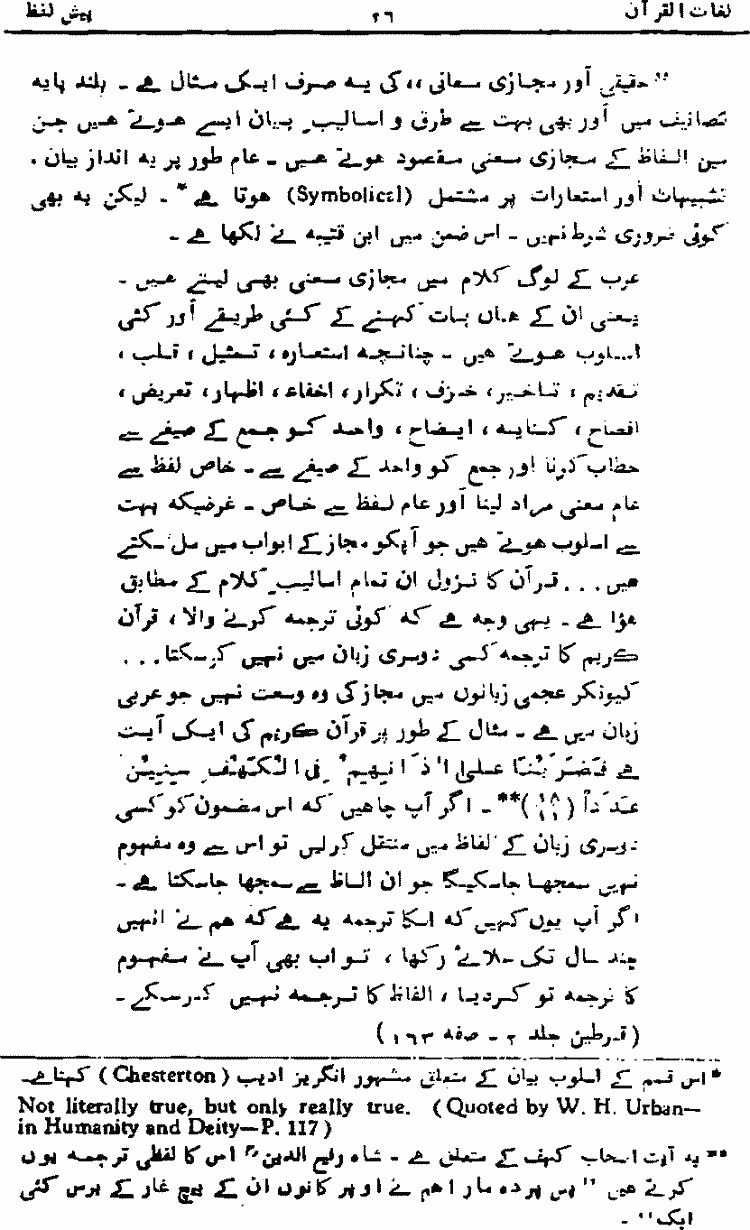 لغات القرآن ۲۶ پیش لفظ
”حقیقی اور مجازی معانی،، کی یہ صرف ایک مثال ہے ۔ بلند پایہ
تصانیف میں اور بھی بہت سے طرق و اسالیب بیان ایسے ہوتے ہیں جن
میں الفاظ کے مجازی معنی مقصود ہوتے ہیں ۔ عام طور پر یہ انداز بیان ،
تشبیہات اور استعارات پر مشتمل (Symbolical) ہوتا ہے* ۔ لیکن یہ بھی
کوئی ضروری شرط نہیں ۔ اس ضمن میں ابن قتیبہ نے لکھا ہے ۔
عرب کے لوگ کلام میں مجازی معنی بھی لیتے ہیں ۔
یعنی ان کے ہاں بات کہنے کے کئی طریقے اور کئی
اسلوب ہوتے ہیں ۔ چنانچہ استعارہ ، تمثیل ، قلب ،
تقدیم ، تاخیر ، حذف ، تکرار ، اخفاء ، اظہار ، تعریض ،
افصاح ، کنایہ ، ایضاح ، واحد کو جمع کے صیغے سے
خطاب کرنا اور جمع کو واحد کے صیغے سے ۔ خاص لفظ سے
عام معنی مراد لینا اور عام لفظ سے خاص ۔ غرضیکہ بہت
سے اسلوب ہوتے ہیں جو آپکو مجاز کے ابواب میں مل سکتے
ہیں . . . قرآن کا نزول ان تمام اسالیب کلام کے مطابق
ہوا ہے ۔ یہی وجہ ہے کہ کوئی ترجمہ کرنے والا ، قرآن
کریم کا ترجمہ کسی دوسری زبان میں نہیں کر سکتا . . .
کیونکر عجمی زبانوں میں مجاز کی وہ وسعت نہیں جو عربی
زبان میں ہے ۔ مثال کے طور پر قرآن کریم کی ایک آیت
ہے فَضَرَبْنَا عَلیٰ اٰذَانِہِمْ فِی الْکَہْفِ سِنِیْنَ
عَدَدًا (۱۸/۱۱)** ۔ اگر آپ چاہیں کہ اس مضمون کو کسی
دوسری زبان کے الفاظ میں منتقل کرلیں تو اس سے وہ مفہوم
نہیں سمجھا جاسکیگا جو ان الفاظ سے سمجھا جاسکتا ہے ۔
اگر آپ یوں کہیں کہ اسکا ترجمہ یہ ہے کہ ہم نے انہیں
چند سال تک سلائے رکھا ، تو اب بھی آپ نے مفہوم
کا ترجمہ تو کردیا ، الفاظ کا ترجمہ نہیں کرسکے ۔
(قرطین جلد ۲ ۔ صفہ ۱۶۳)
*اس قسم کے اسلوب بیان کے متعلق مشہور انگریز ادیب (Chesterton) کہتا ہے۔
Not literally true, but only really true. (Quoted by W. H. Urban—
in Humanity and Deity—P. 117)
**یہ آیت اصحاب کہف کے متعلق ہے ۔ شاہ رفیع الدینؒ اس کا لفظی ترجمہ یوں
کرتے ہیں ”پس پردہ مارا ہم نے اوپر کانوں ان کے بیچ غار کے برس کئی
ایک“ ۔